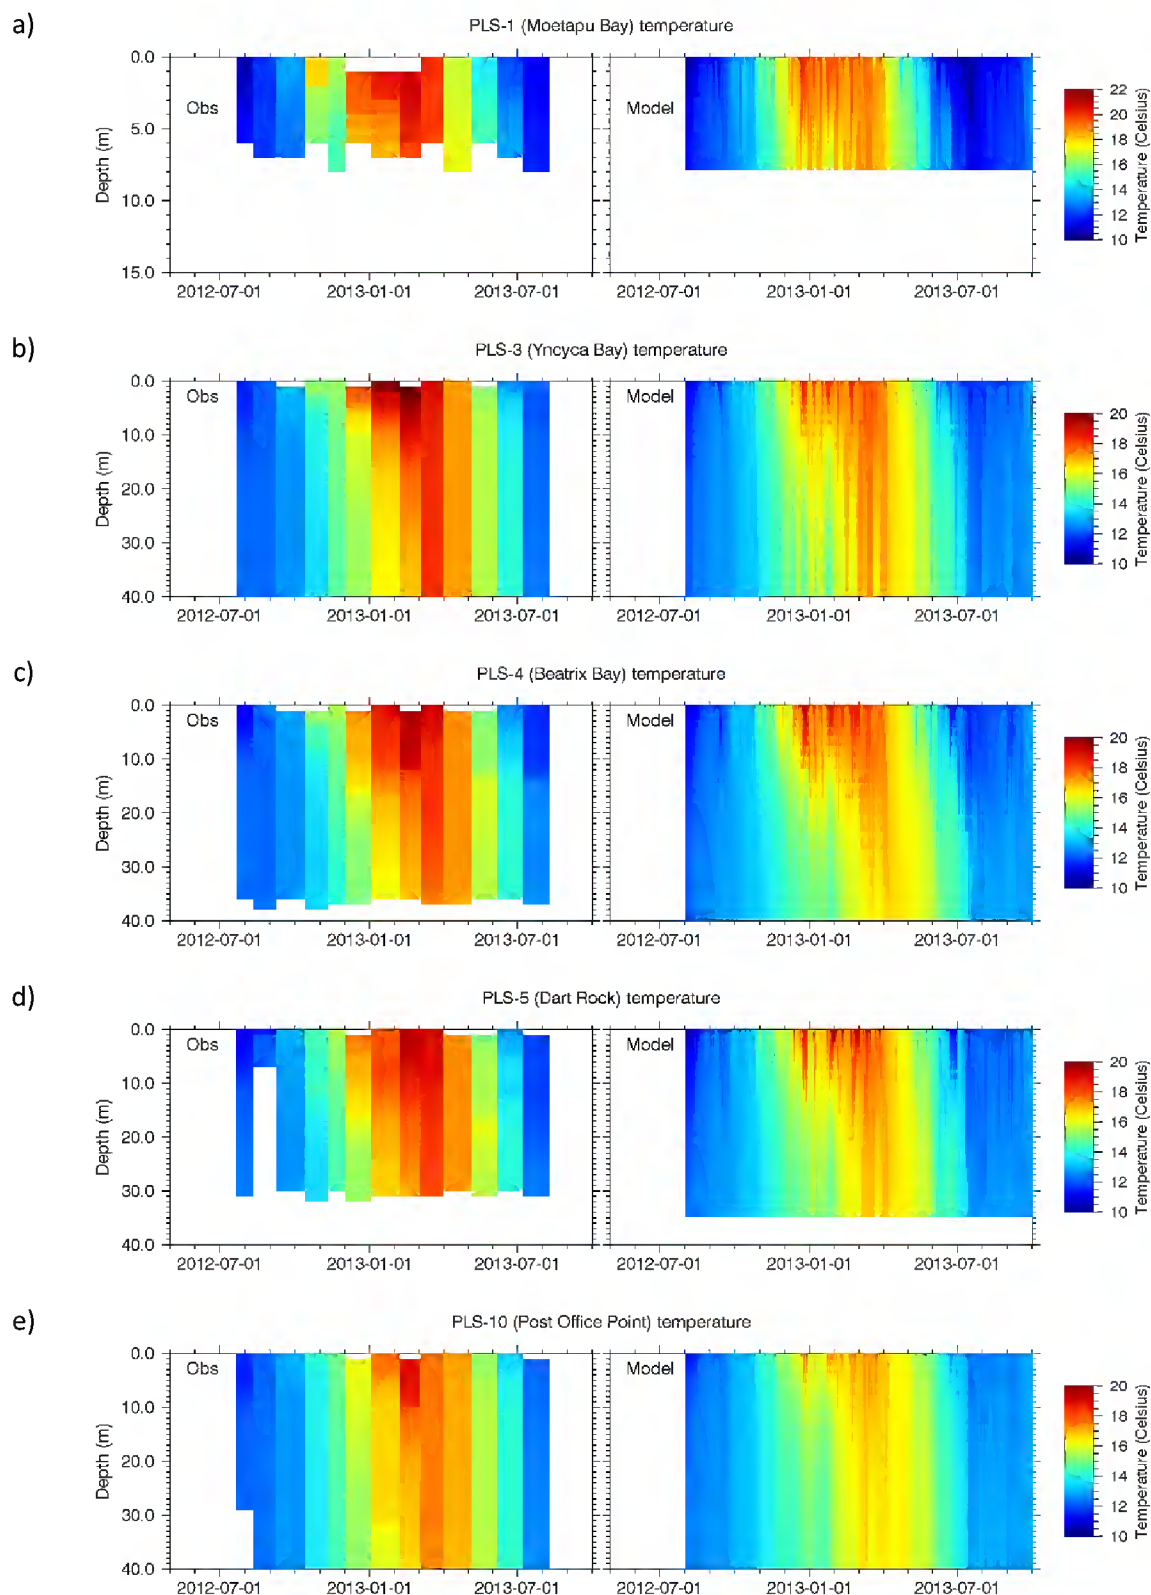 a)
PLS-1 (Moetapu Bay) temperature
Obs
Model
0.0
5.0
10.0
15.0
Depth (m)
2012-07-01 2013-01-01 2013-07-01
2012-07-01 2013-01-01 2013-07-01
22
20
18
16
14
12
10
Temperature (Celsius)
b)
PLS-3 (Yncyca Bay) temperature
Obs
Model
0.0
10.0
20.0
30.0
40.0
Depth (m)
2012-07-01 2013-01-01 2013-07-01
2012-07-01 2013-01-01 2013-07-01
20
18
16
14
12
10
Temperature (Celsius)
c)
PLS-4 (Beatrix Bay) temperature
Obs
Model
0.0
10.0
20.0
30.0
40.0
Depth (m)
2012-07-01 2013-01-01 2013-07-01
2012-07-01 2013-01-01 2013-07-01
20
18
16
14
12
10
Temperature (Celsius)
d)
PLS-5 (Dart Rock) temperature
Obs
Model
0.0
10.0
20.0
30.0
40.0
Depth (m)
2012-07-01 2013-01-01 2013-07-01
2012-07-01 2013-01-01 2013-07-01
20
18
16
14
12
10
Temperature (Celsius)
e)
PLS-10 (Post Office Point) temperature
Obs
Model
0.0
10.0
20.0
30.0
40.0
Depth (m)
2012-07-01 2013-01-01 2013-07-01
2012-07-01 2013-01-01 2013-07-01
20
18
16
14
12
10
Temperature (Celsius)